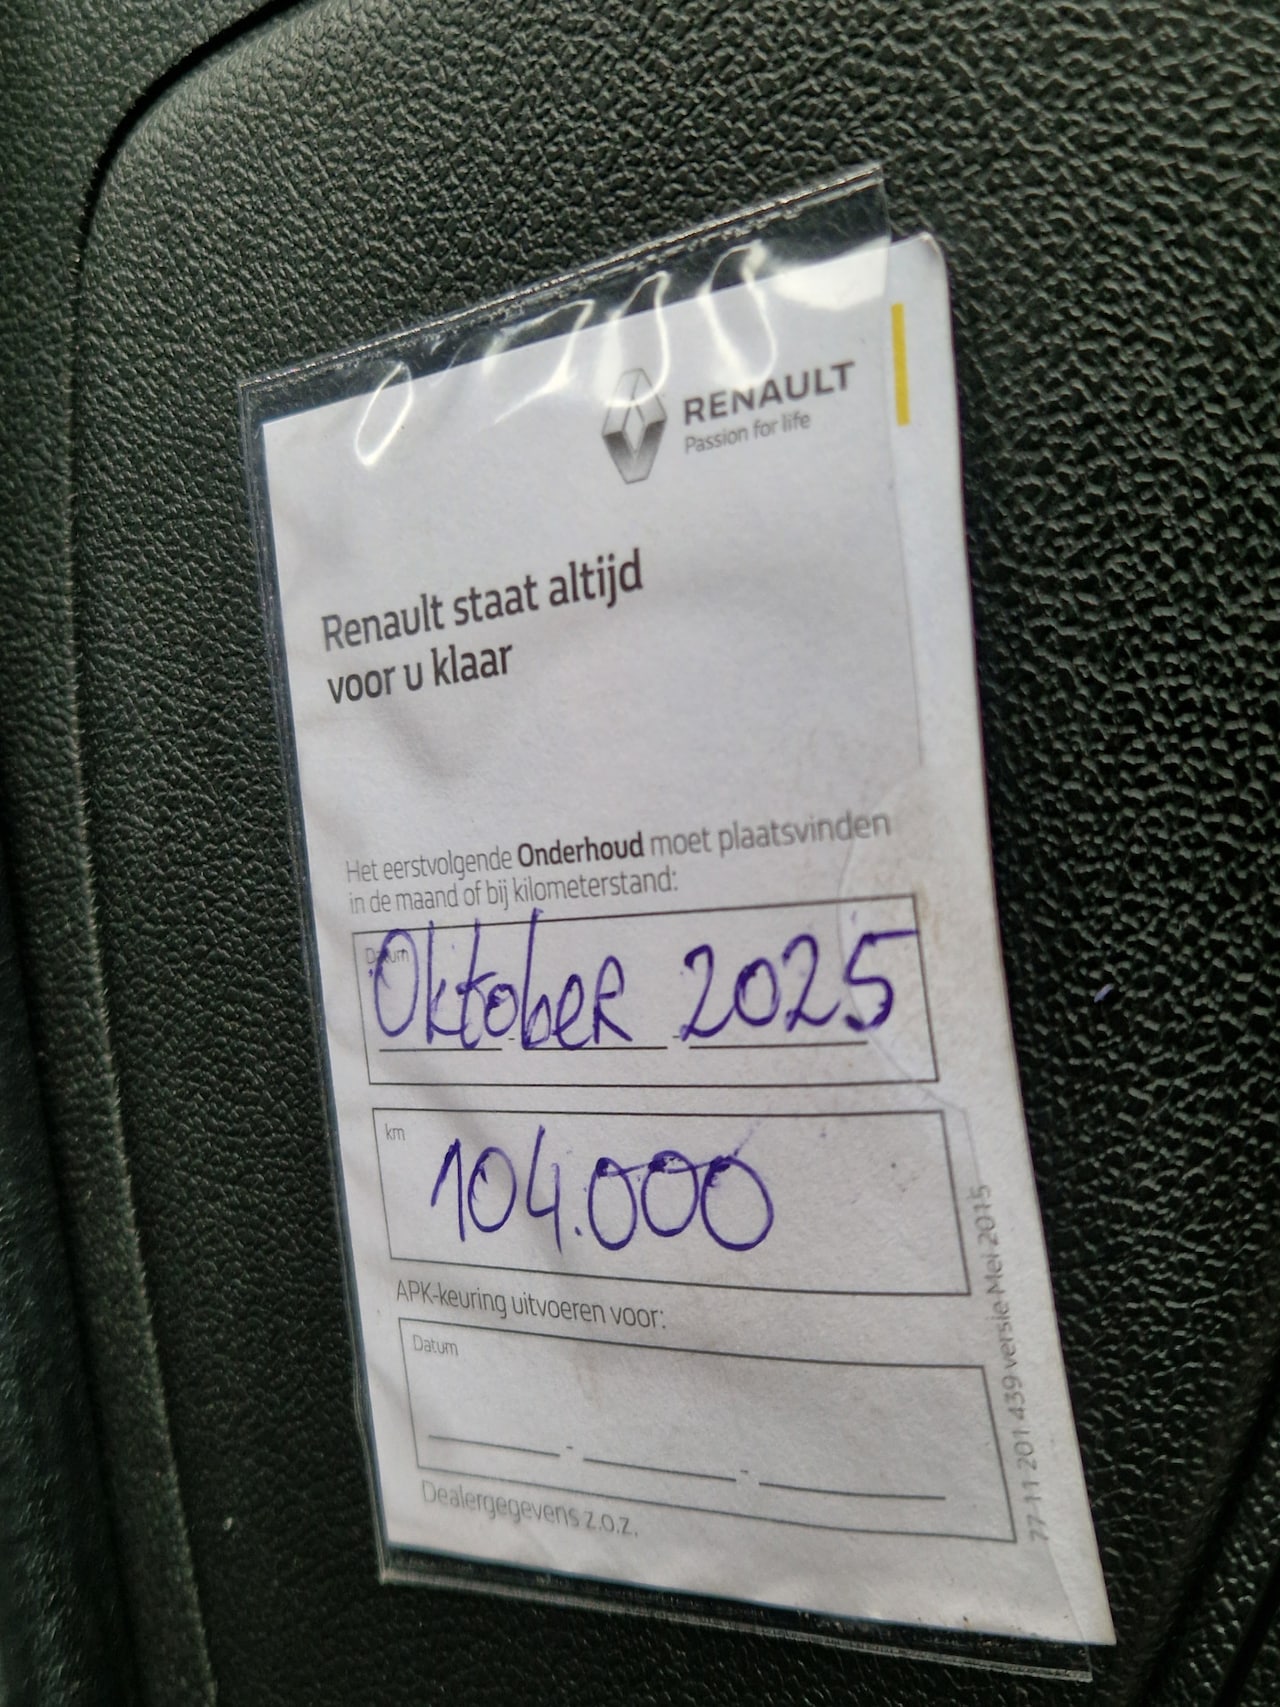 RENAULT
Passion for life
Renault staat altijd
voor u klaar
Het eerstvolgende Onderhoud moet plaatsvinden
in de maand of bij kilometerstand:
Datum
Oktober 2025
km
104.000
APK-keuring uitvoeren voor:
Datum
Dealergegevens z.o.z.
77 11 201 439 versie Mei 2015